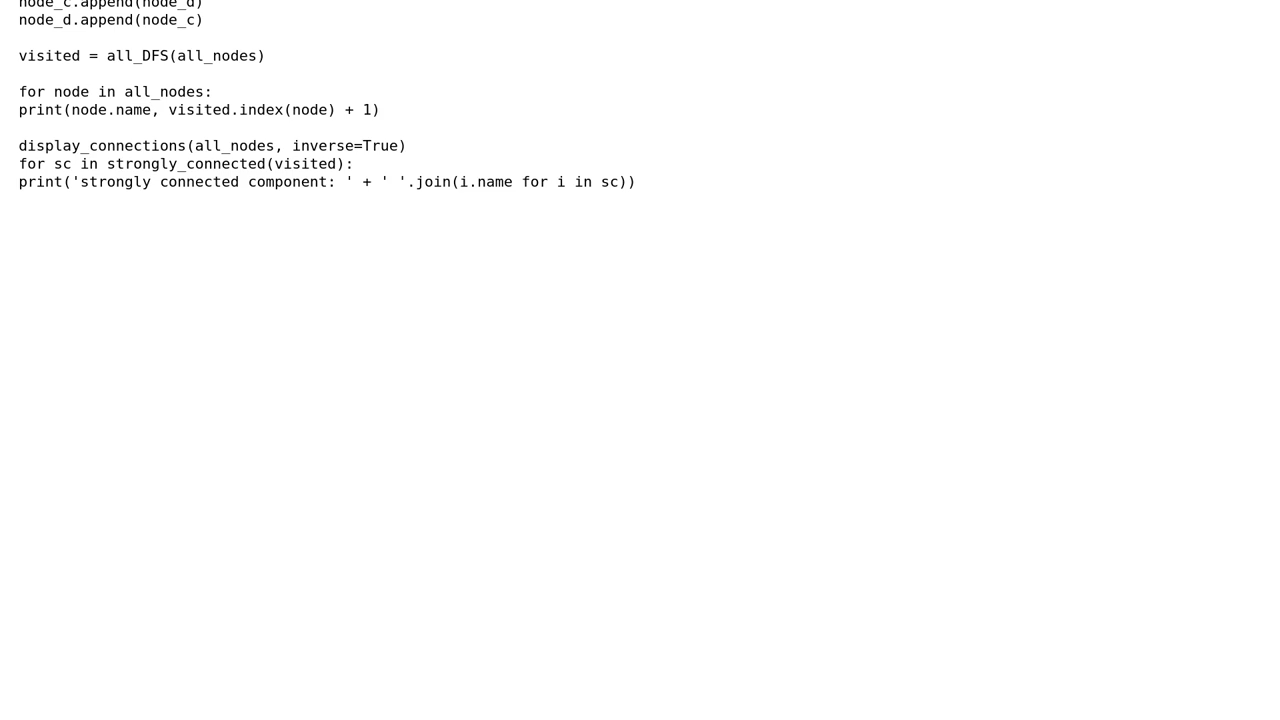 node_c.append(node_d)
node_d.append(node_c)

visited = all_DFS(all_nodes)

for node in all_nodes:
print(node.name, visited.index(node) + 1)

display_connections(all_nodes, inverse=True)
for sc in strongly_connected(visited):
print('strongly connected component: ' + ' '.join(i.name for i in sc))